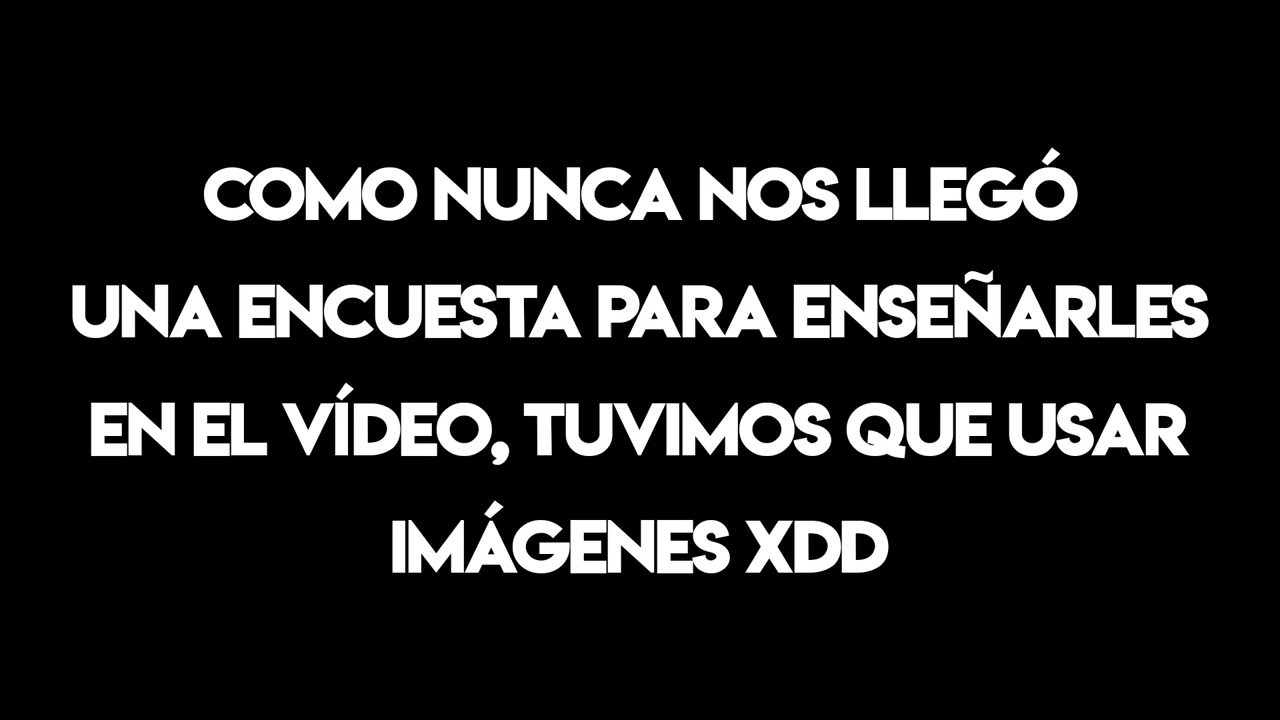 COMO NUNCA NOS LLEGÓ
UNA ENCUESTA PARA ENSEÑARLES
EN EL VÍDEO, TUVIMOS QUE USAR
IMÁGENES XDD